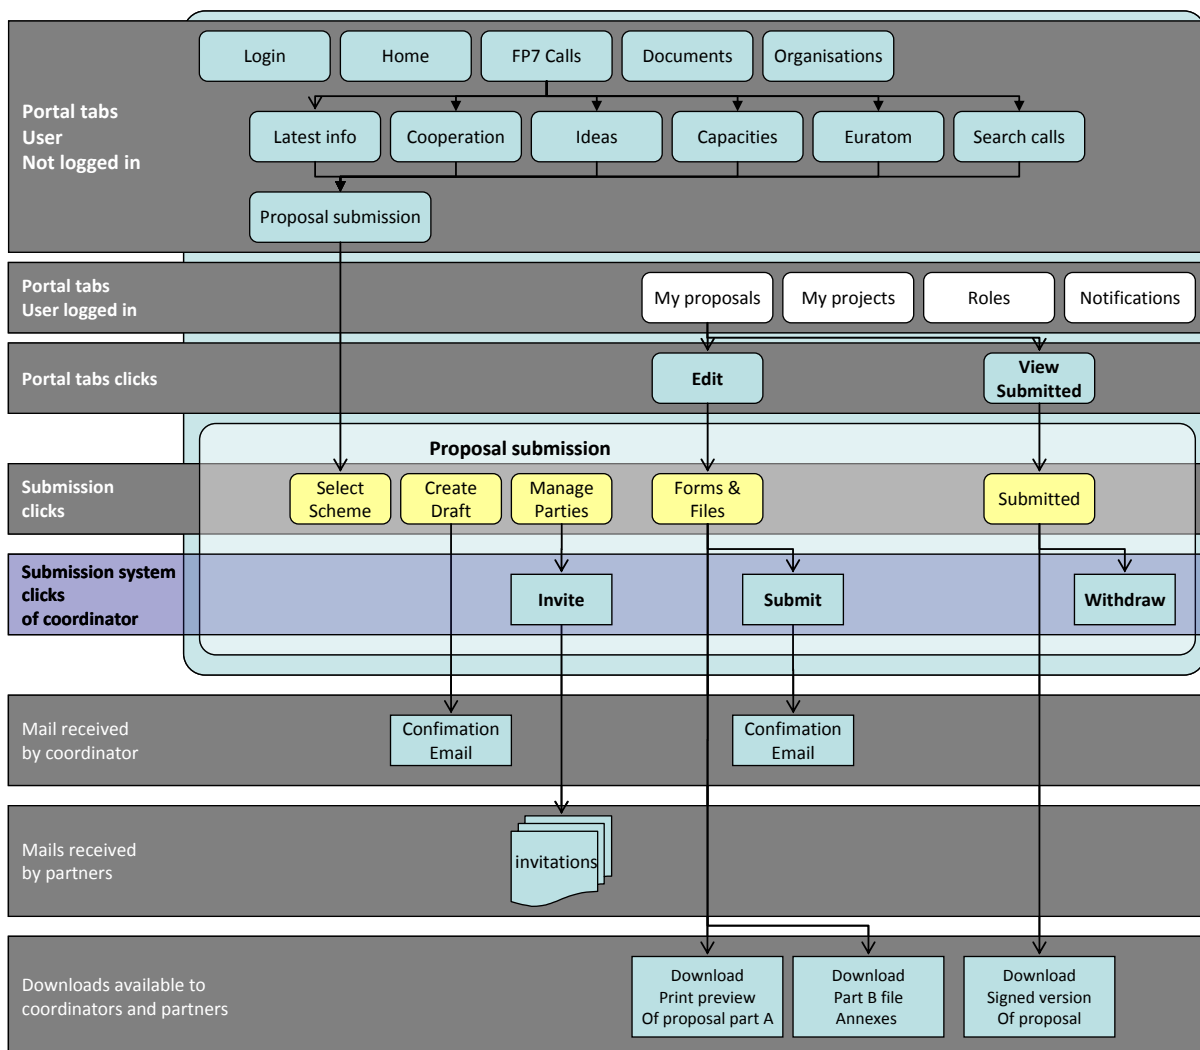 Login
Home
FP7 Calls
Documents
Organisations
Portal tabs
User
Not logged in
Latest info
Cooperation
Ideas
Capacities
Euratom
Search calls
Proposal submission
Portal tabs
User logged in
My proposals
My projects
Roles
Notifications
Portal tabs clicks
Edit
View
Submitted
Proposal submission
Submission
clicks
Select
Scheme
Create
Draft
Manage
Parties
Forms &
Files
Submitted
Submission system
clicks
of coordinator
Invite
Submit
Withdraw
Mail received
by coordinator
Confimation
Email
Confimation
Email
Mails received
by partners
invitations
Downloads available to
coordinators and partners
Download
Print preview
Of proposal part A
Download
Part B file
Annexes
Download
Signed version
Of proposal